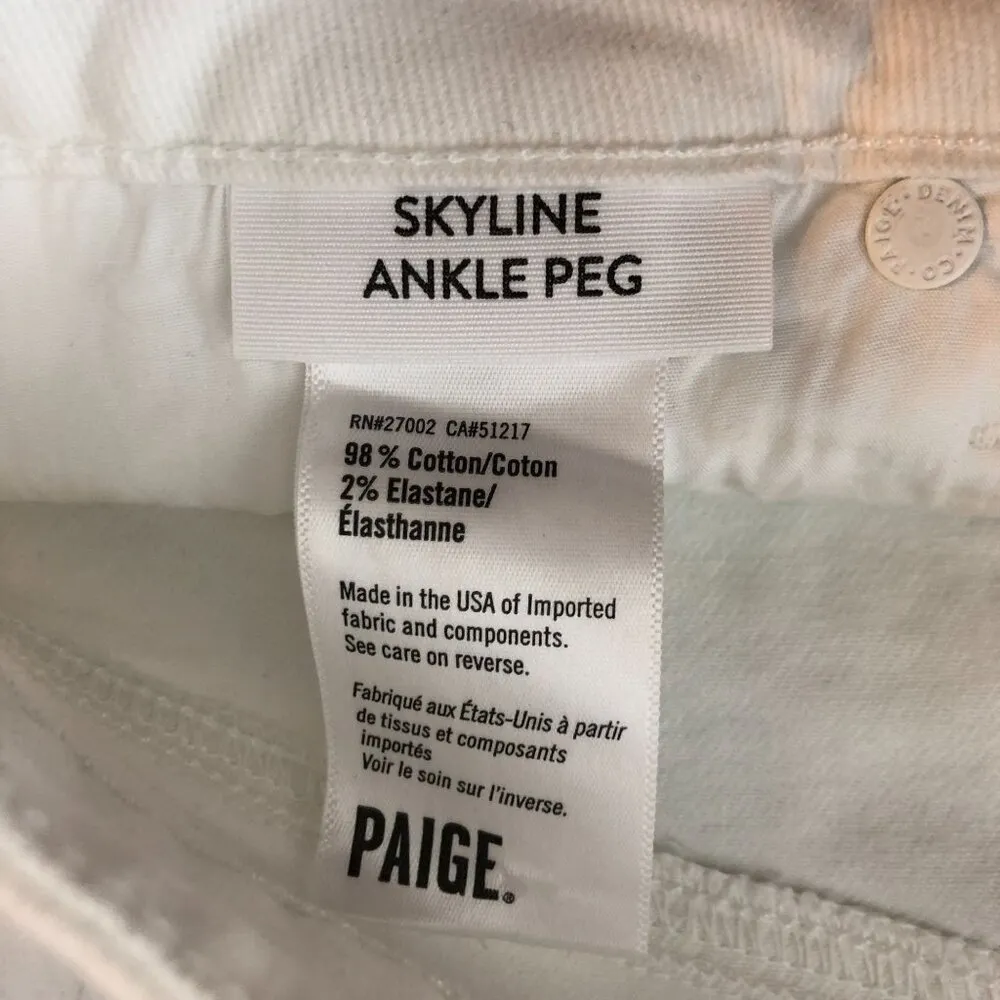 SKYLINE
ANKLE PEG
PAIGE · DENIM · CO ·
RN#27002 CA#51217
98 % Cotton/Coton
2% Elastane/
Élasthanne
Made in the USA of Imported
fabric and components.
See care on reverse.
Fabriqué aux États-Unis à partir
de tissus et composants
importés
Voir le soin sur l'inverse.
PAIGE®